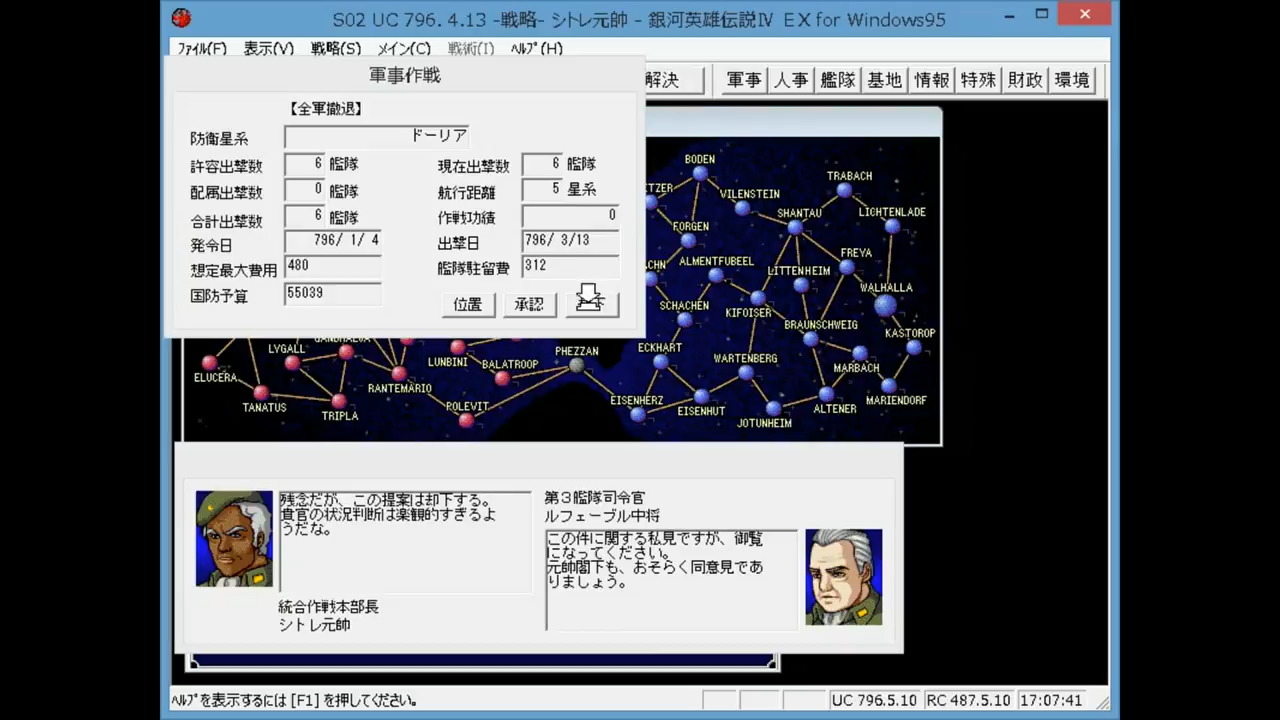 S02 UC 796. 4.13 -戦略- シトレ元帥 - 銀河英雄伝説Ⅳ EX for Windows95
ﾌｧｲﾙ(F) 表示(V) 戦略(S) メイン(C) 戦術(I) ﾍﾙﾌﾟ(H)
解決 軍事 人事 艦隊 基地 情報 特殊 財政 環境
軍事作戦
【全軍撤退】
防衛星系 ドーリア
許容出撃数 6 艦隊 現在出撃数 6 艦隊
配属出撃数 0 艦隊 航行距離 5 星系
合計出撃数 6 艦隊 作戦功績 0
発令日 796/ 1/ 4 出撃日 796/ 3/13
想定最大費用 480 艦隊駐留費 312
国防予算 55039
位置 承認
BODEN
TRABACH
ITZER
VILENSTEIN
SHANTAU
LICHTENLADE
FORGEN
FREYA
ALMENTFUBEEL
LITTENHEIM
WALHALLA
SCHACHEN
KIFOISER
BRAUNSCHWEIG
KASTOROP
LYGALL
LUNBINI
BALATROOP
PHEZZAN
ECKHART
WARTENBERG
MARBACH
ELUCERA
RANTEMARIO
TANATUS
TRIPLA
ROLEVIT
EISENHERZ
EISENHUT
JOTUNHEIM
ALTENER
MARIENDORF
残念だが、この提案は却下する。
貴官の状況判断は楽観的すぎるよ
うだな。
統合作戦本部長
シトレ元帥
第３艦隊司令官
ルフェーブル中将
この件に関する私見ですが、御覧
になってください。
元帥閣下も、おそらく同意見であ
りましょう。
ﾍﾙﾌﾟを表示するには [F1] を押してください。
UC 796.5.10 RC 487.5.10 17:07:41